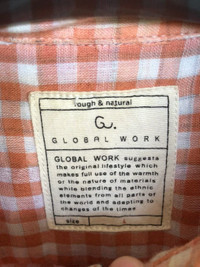 rough & natural
G.
GLOBAL WORK
GLOBAL WORK suggests
the original lifestyle which
makes full use of the warmth
or the nature of materials
while blending the ethnic
elements from all parts of
the world and adapting to
changes of the times
size L